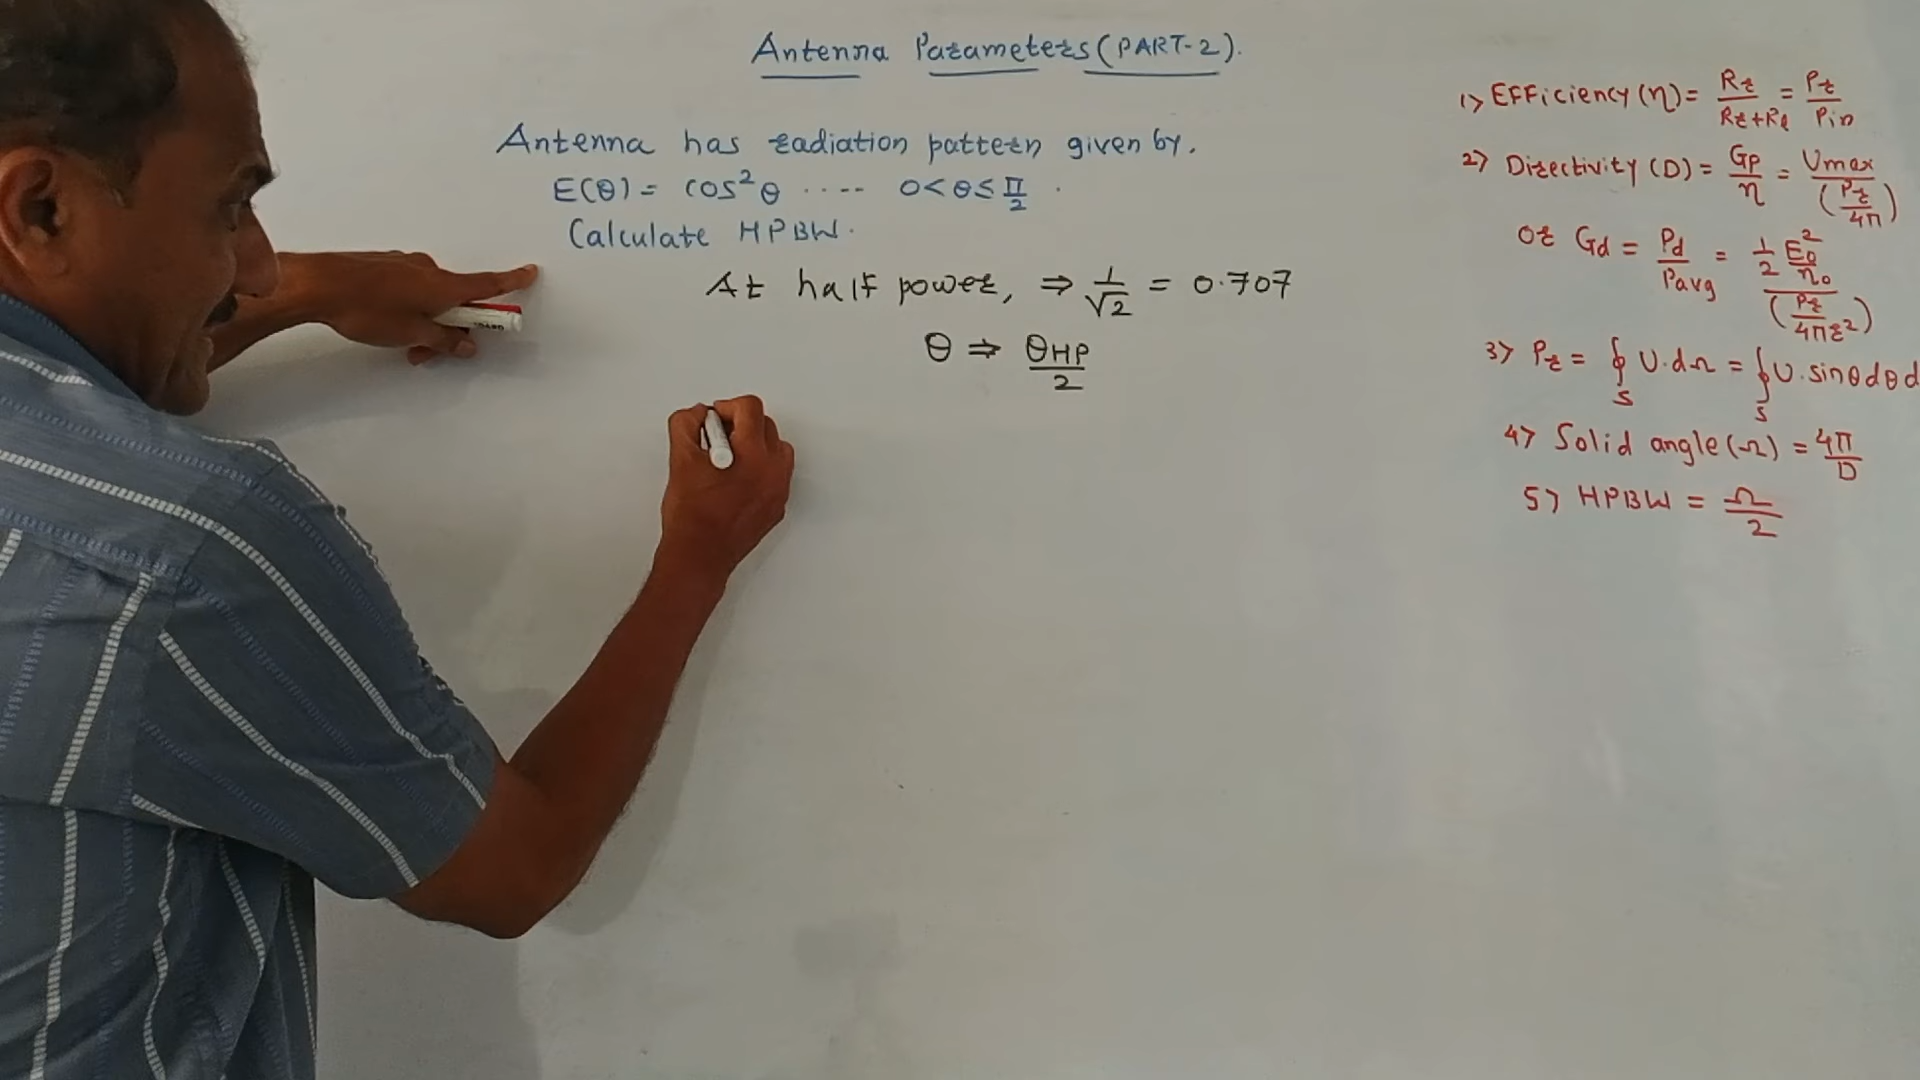 Antenna Parameters (PART-2).
Antenna has radiation pattern given by.
E(θ) = cos²θ ..... 0<θ≤π/2 .
Calculate HPBW.
At half power, ⇒ 1/√2 = 0.707
θ ⇒ θHP/2
1) Efficiency (η) = Rr/(Rr+Rl) = Pr/Pin
2) Directivity (D) = Gp/η = Umax/(Pr/4π)
Or Gd = Pd/Pavg = (1/2 E0²/η0)/(Pr/4πr²)
3) Pr = ∮S U.dΩ = ∮S U.sinθdθd
4) Solid angle (Ω) = 4π/D
5) HPBW = Ω/2